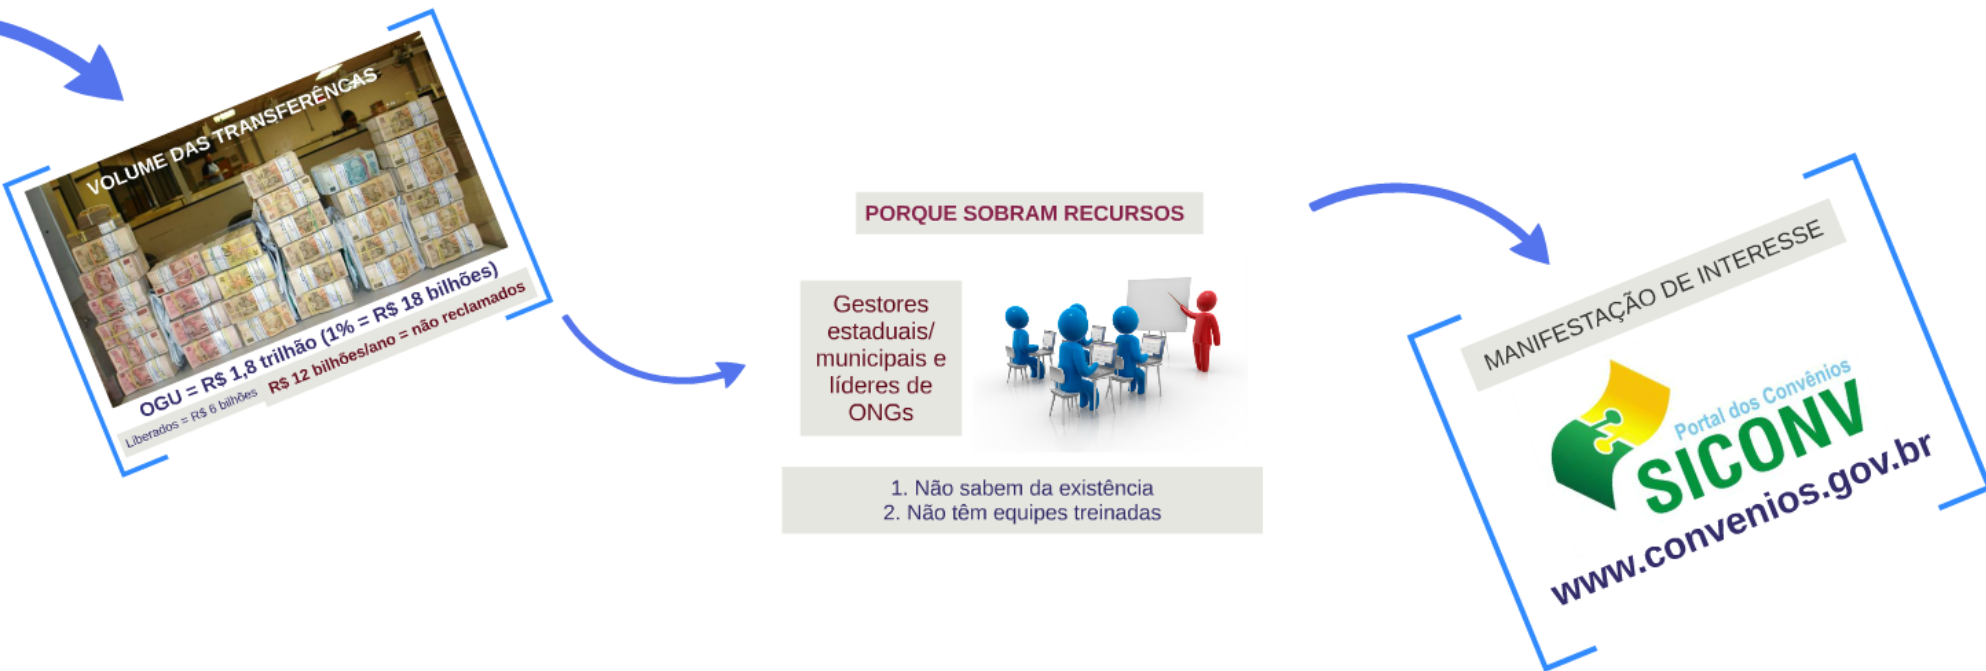 VOLUME DAS TRANSFERÊNCAS
OGU = R$ 1,8 trilhão (1% = R$ 18 bilhões)
Liberados = R$ 6 bilhões
R$ 12 bilhões/ano = não reclamados
PORQUE SOBRAM RECURSOS
Gestores
estaduais/
municipais e
líderes de
ONGs
1. Não sabem da existência
2. Não têm equipes treinadas
MANIFESTAÇÃO DE INTERESSE
Portal dos Convênios
SICONV
www.convenios.gov.br